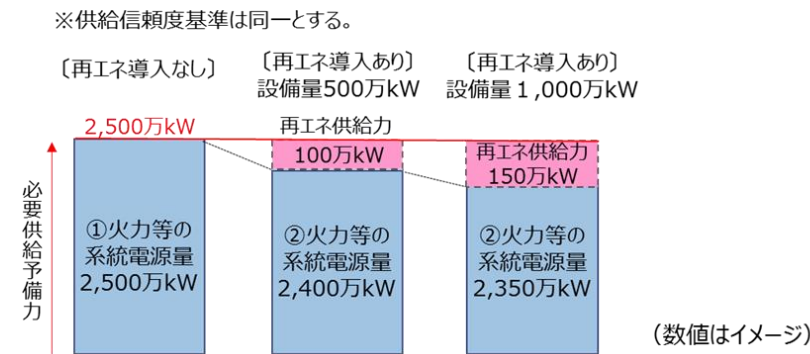 ※供給信頼度基準は同一とする。
〔再エネ導入なし〕
〔再エネ導入あり〕
設備量500万kW
〔再エネ導入あり〕
設備量１,000万kW
2,500万kW
再エネ供給力
100万kW
再エネ供給力
150万kW
必要供給予備力
①火力等の
系統電源量
2,500万kW
②火力等の
系統電源量
2,400万kW
②火力等の
系統電源量
2,350万kW
（数値はイメージ）